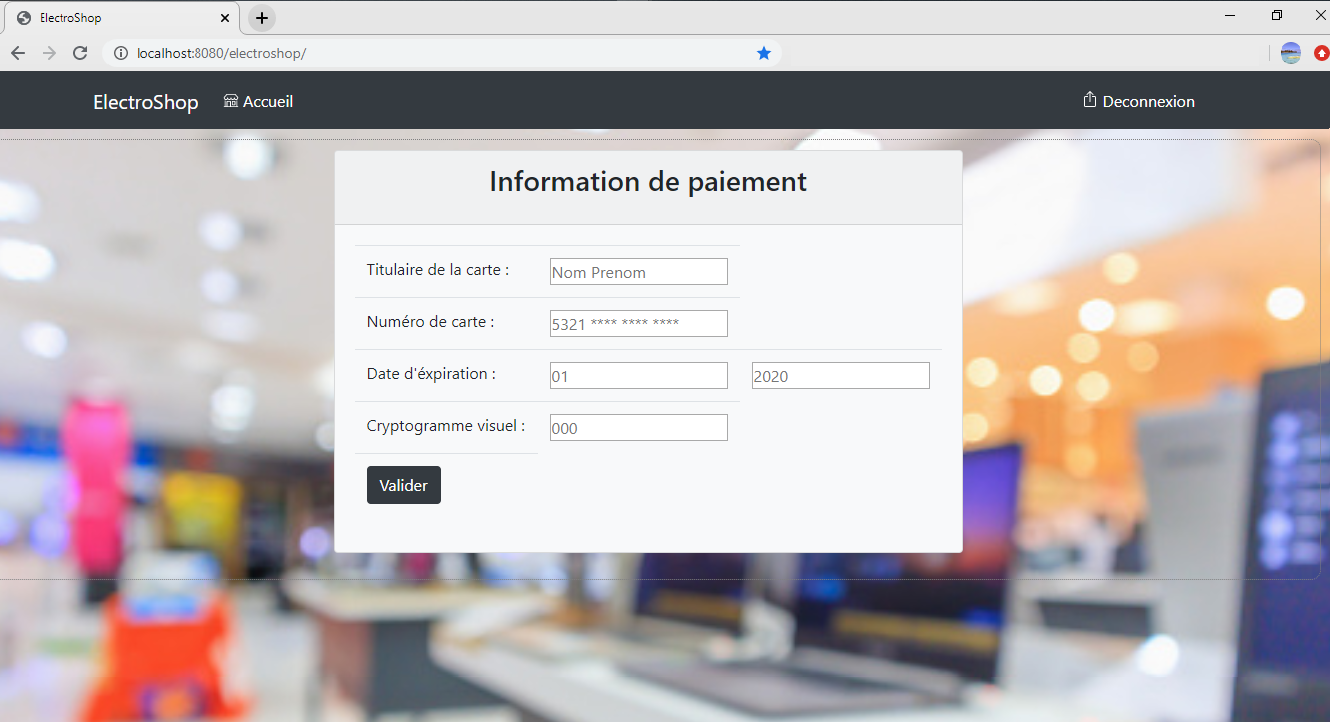 ElectroShop
localhost:8080/electroshop/
ElectroShop Accueil Deconnexion
Information de paiement
Titulaire de la carte : Nom Prenom
Numéro de carte : 5321 **** **** ****
Date d'éxpiration : 01 2020
Cryptogramme visuel : 000
Valider